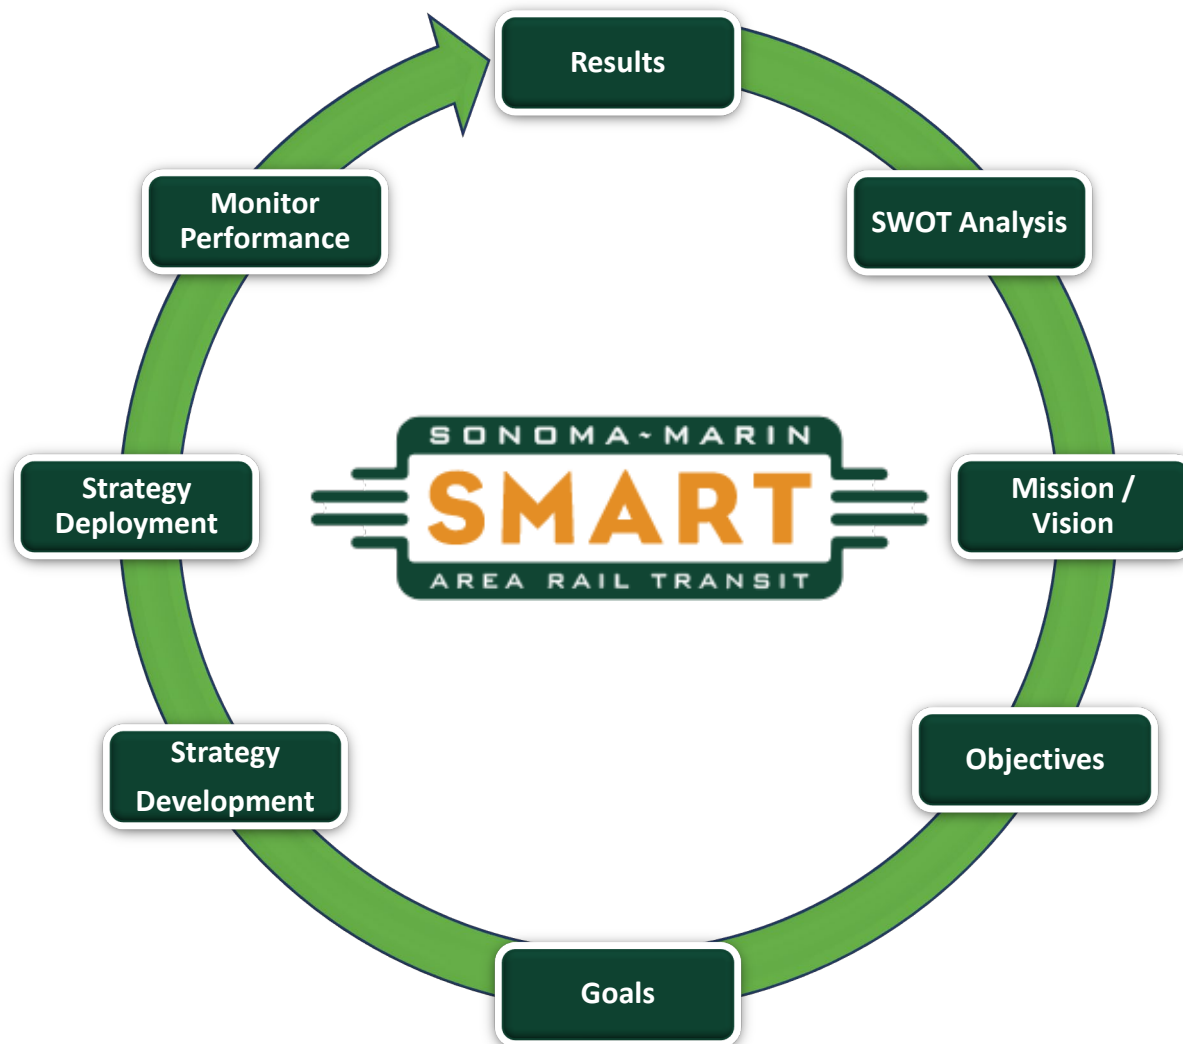 Results
SWOT Analysis
Mission /
Vision
Objectives
Goals
Strategy
Development
Strategy
Deployment
Monitor
Performance
SONOMA~MARIN
SMART
AREA RAIL TRANSIT